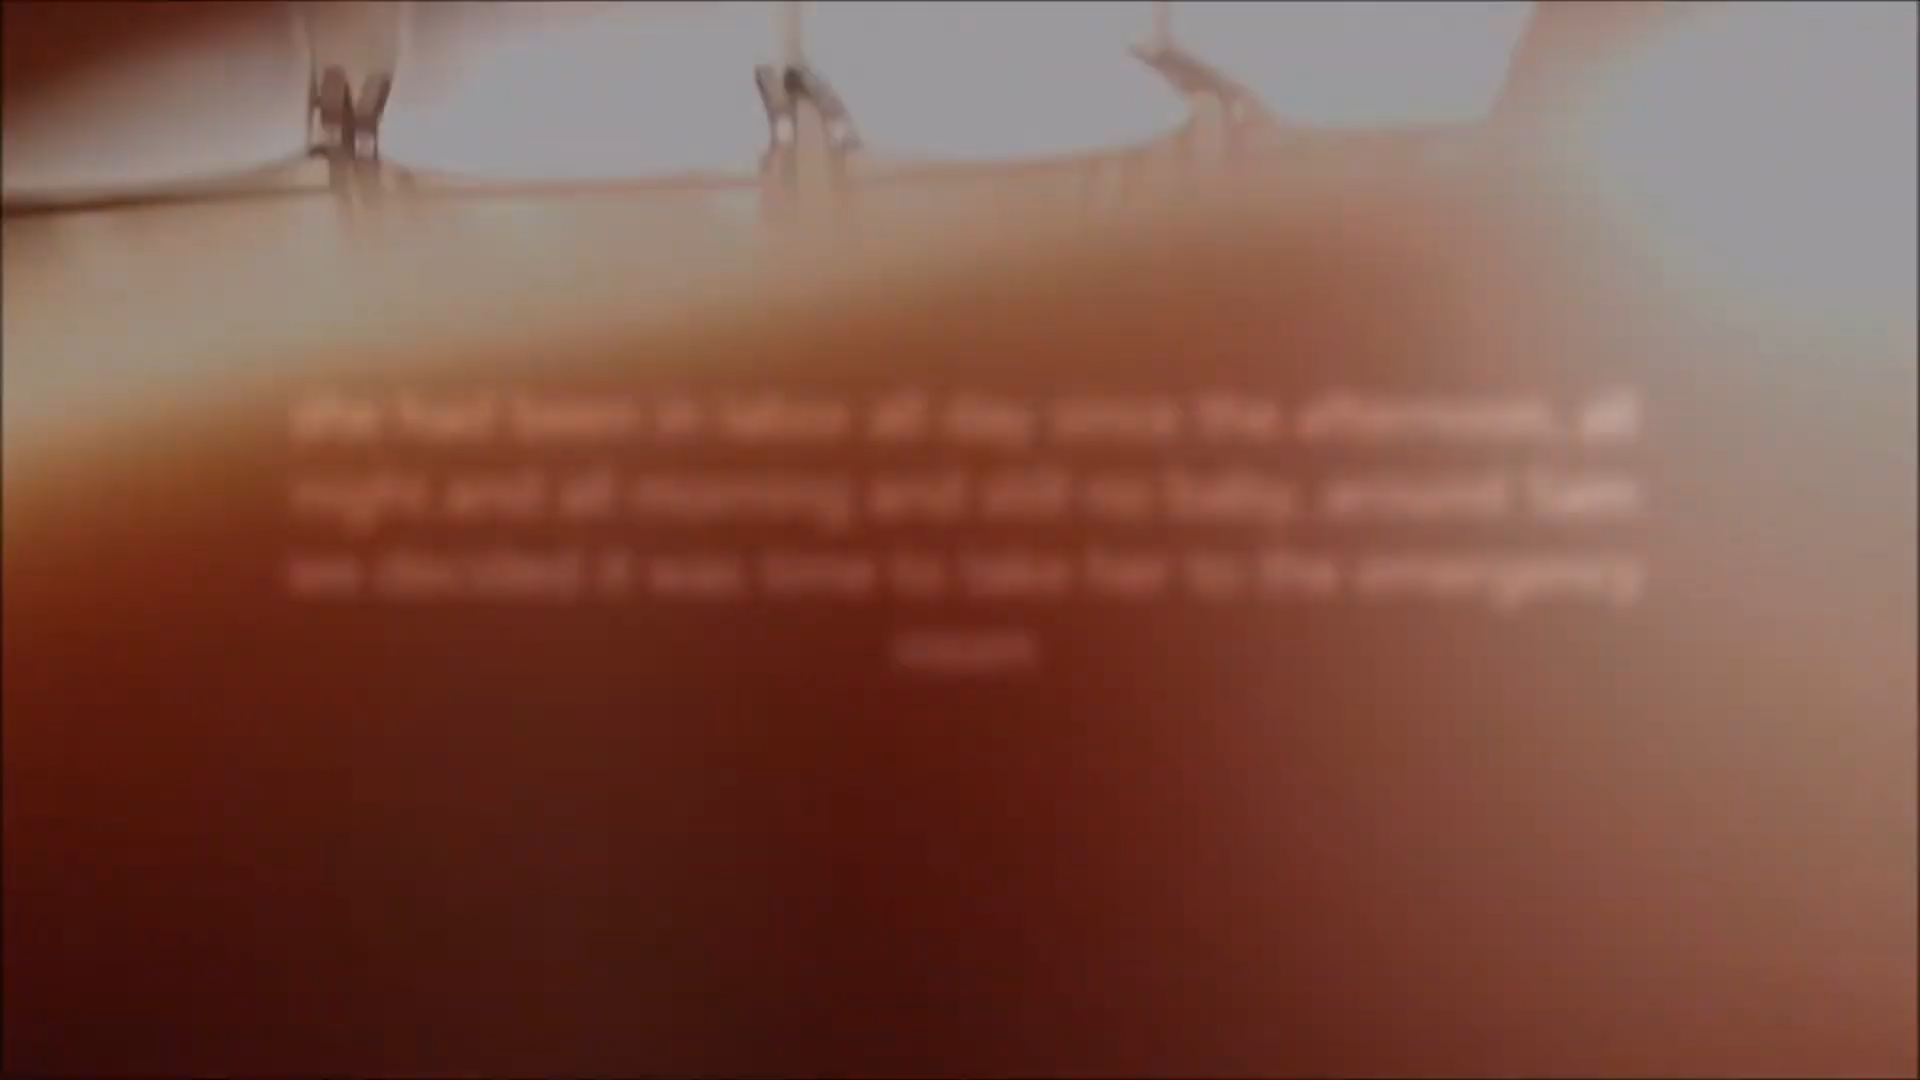 she had been in labor all day since the afternoon, all
night and all morning and still no baby. around
we decided it was time to take her to the emergency
room